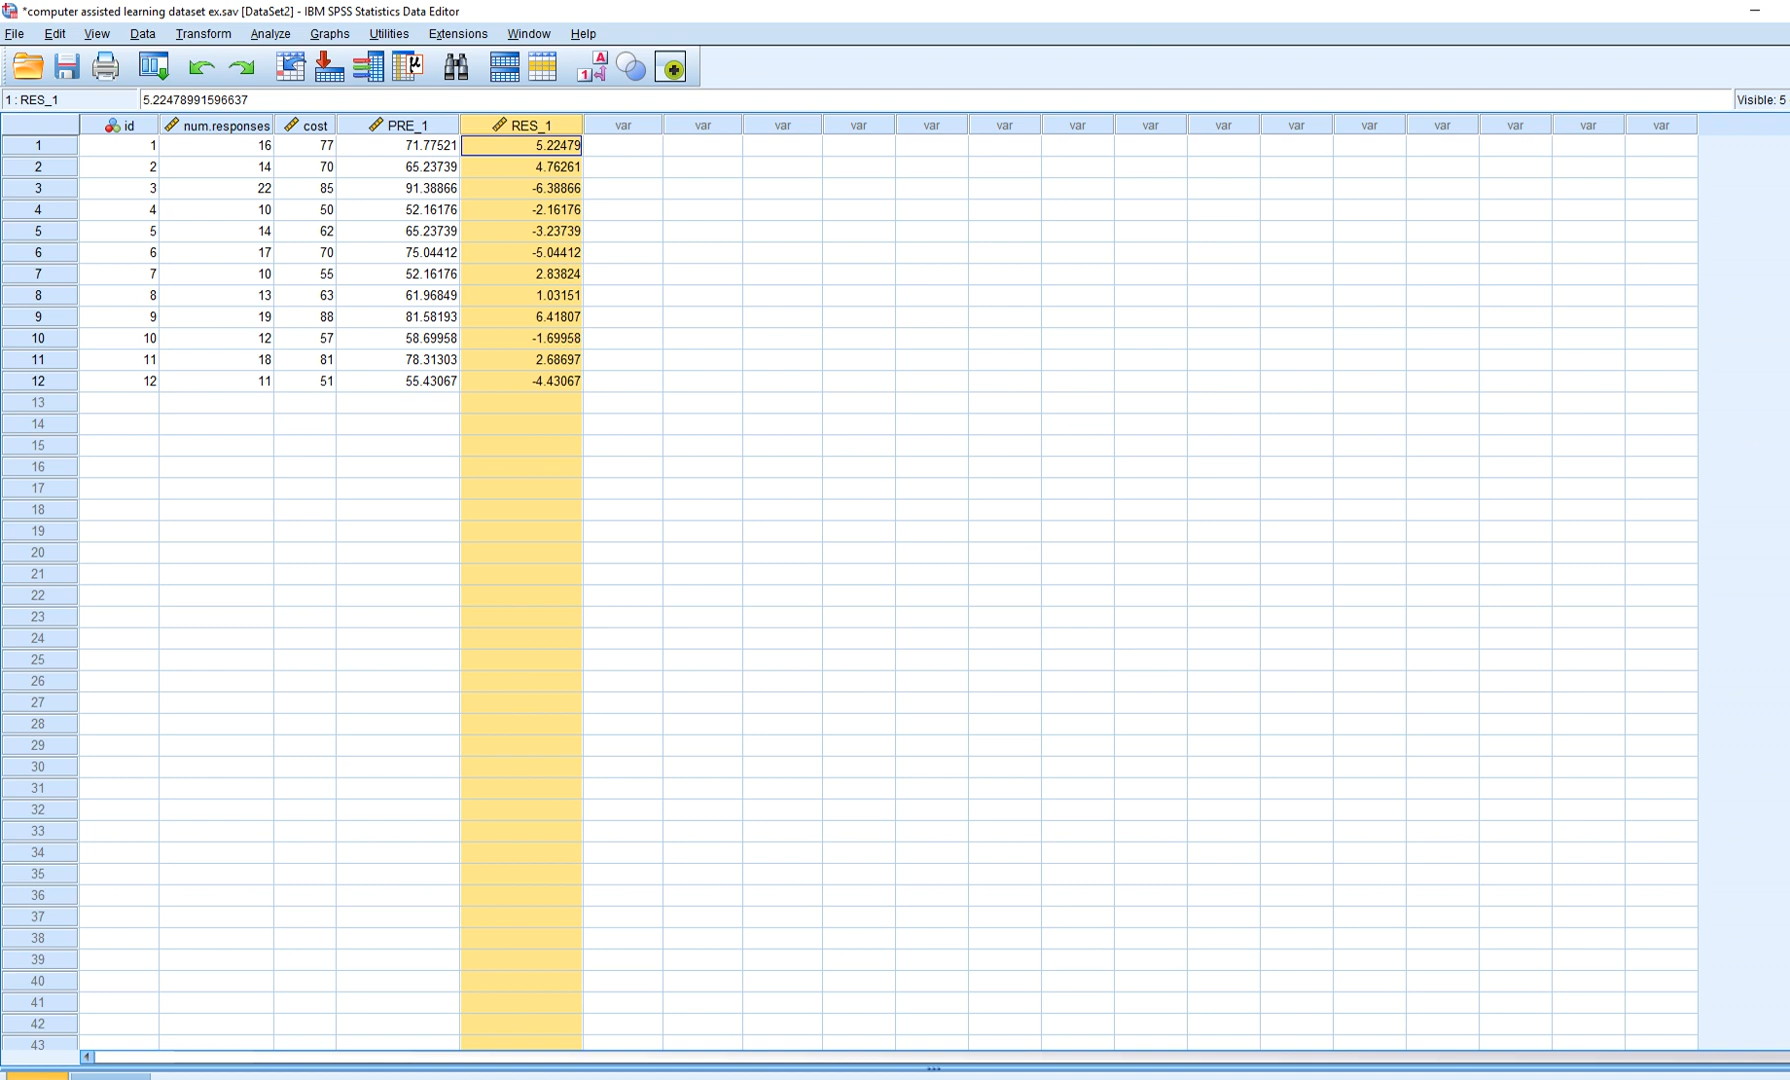 *computer assisted learning dataset ex.sav [DataSet2] - IBM SPSS Statistics Data Editor
File Edit View Data Transform Analyze Graphs Utilities Extensions Window Help
1 : RES_1 5.22478991596637 Visible: 5
id num.responses cost PRE_1 RES_1 var var var var var var var var var var var var var var var
1 1 16 77 71.77521 5.22479
2 2 14 70 65.23739 4.76261
3 3 22 85 91.38866 -6.38866
4 4 10 50 52.16176 -2.16176
5 5 14 62 65.23739 -3.23739
6 6 17 70 75.04412 -5.04412
7 7 10 55 52.16176 2.83824
8 8 13 63 61.96849 1.03151
9 9 19 88 81.58193 6.41807
10 10 12 57 58.69958 -1.69958
11 11 18 81 78.31303 2.68697
12 12 11 51 55.43067 -4.43067
13
14
15
16
17
18
19
20
21
22
23
24
25
26
27
28
29
30
31
32
33
34
35
36
37
38
39
40
41
42
43